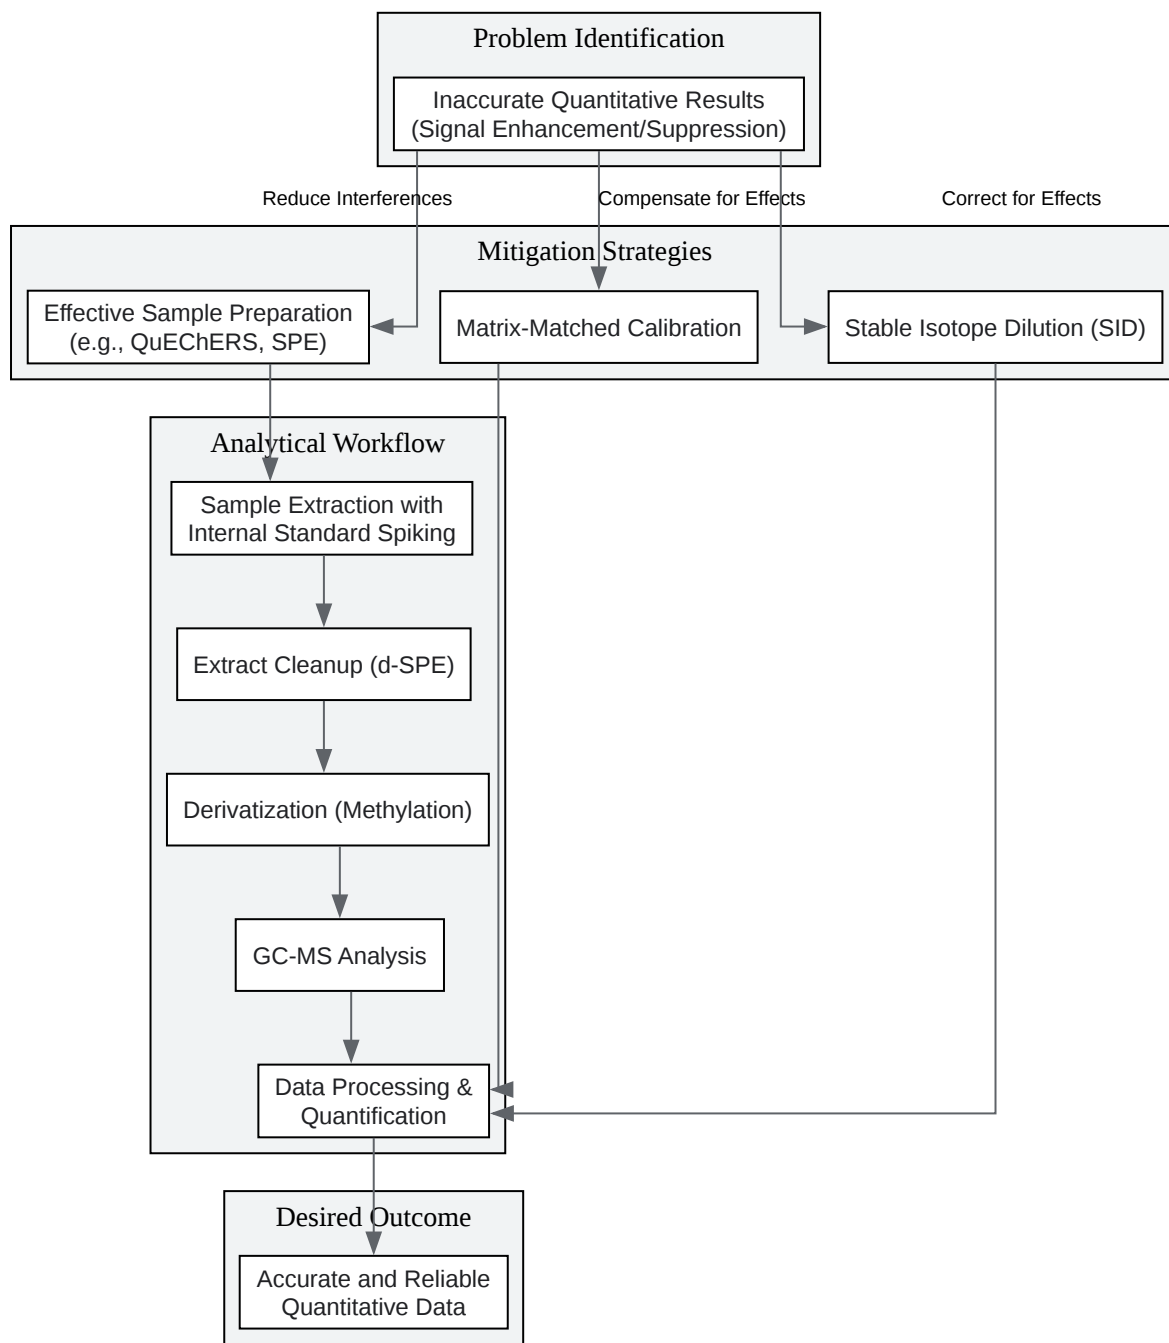 Problem Identification
Inaccurate Quantitative Results
(Signal Enhancement/Suppression)
Reduce Interferences
Compensate for Effects
Correct for Effects
Mitigation Strategies
Effective Sample Preparation
(e.g., QuEChERS, SPE)
Matrix-Matched Calibration
Stable Isotope Dilution (SID)
Analytical Workflow
Sample Extraction with
Internal Standard Spiking
Extract Cleanup (d-SPE)
Derivatization (Methylation)
GC-MS Analysis
Data Processing &
Quantification
Desired Outcome
Accurate and Reliable
Quantitative Data